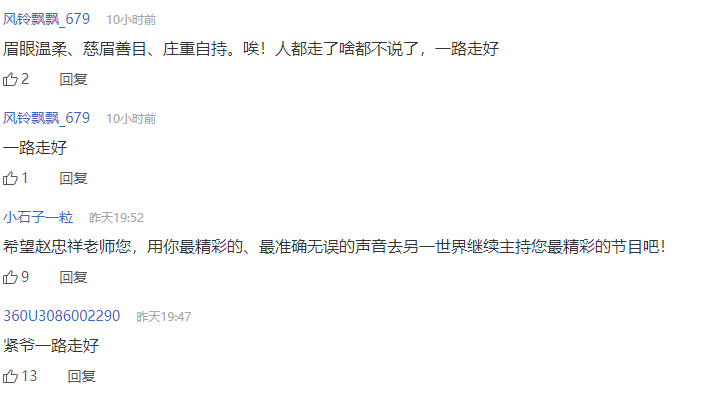 风铃飘飘_679 10小时前
眉眼温柔、慈眉善目、庄重自持。唉！人都走了啥都不说了，一路走好
2 回复
风铃飘飘_679 10小时前
一路走好
1 回复
小石子一粒 昨天19:52
希望赵忠祥老师您，用你最精彩的、最准确无误的声音去另一世界继续主持您最精彩的节目吧！
9 回复
360U3086002290 昨天19:47
紧爷一路走好
13 回复